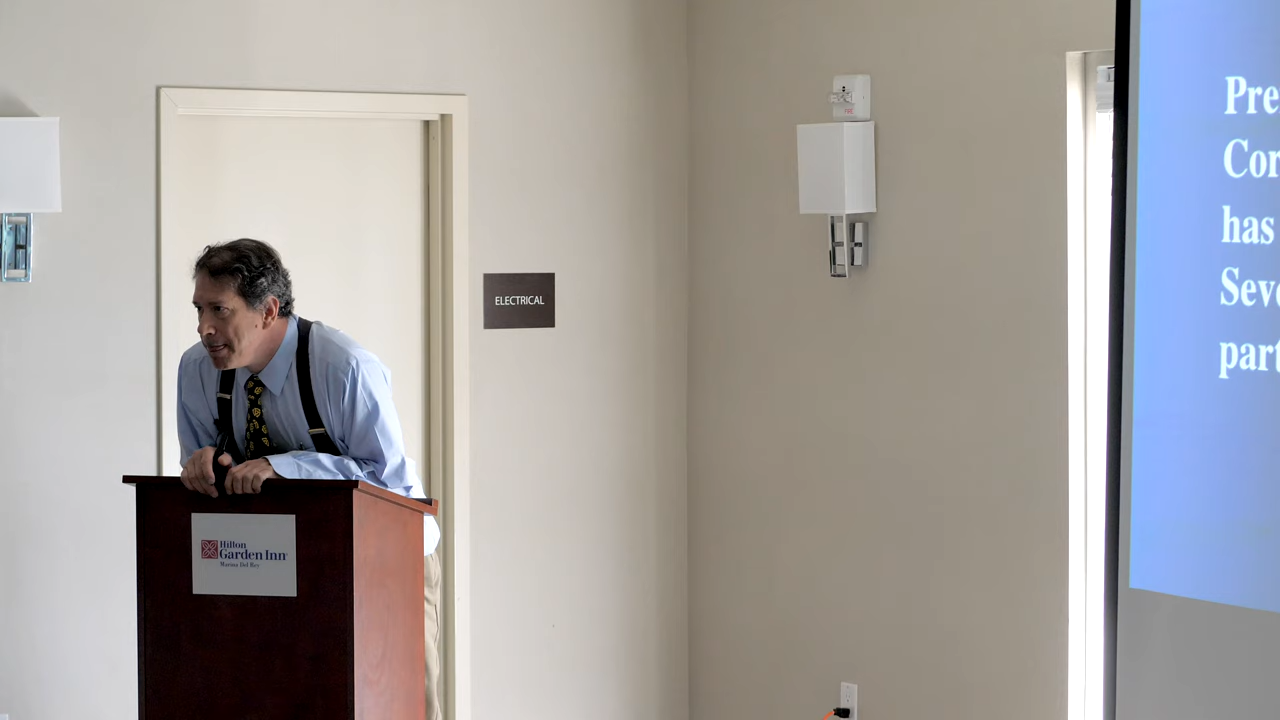 ELECTRICAL
Hilton
Garden Inn
Marina Del Rey
Pre
Cor
has
Seve
part